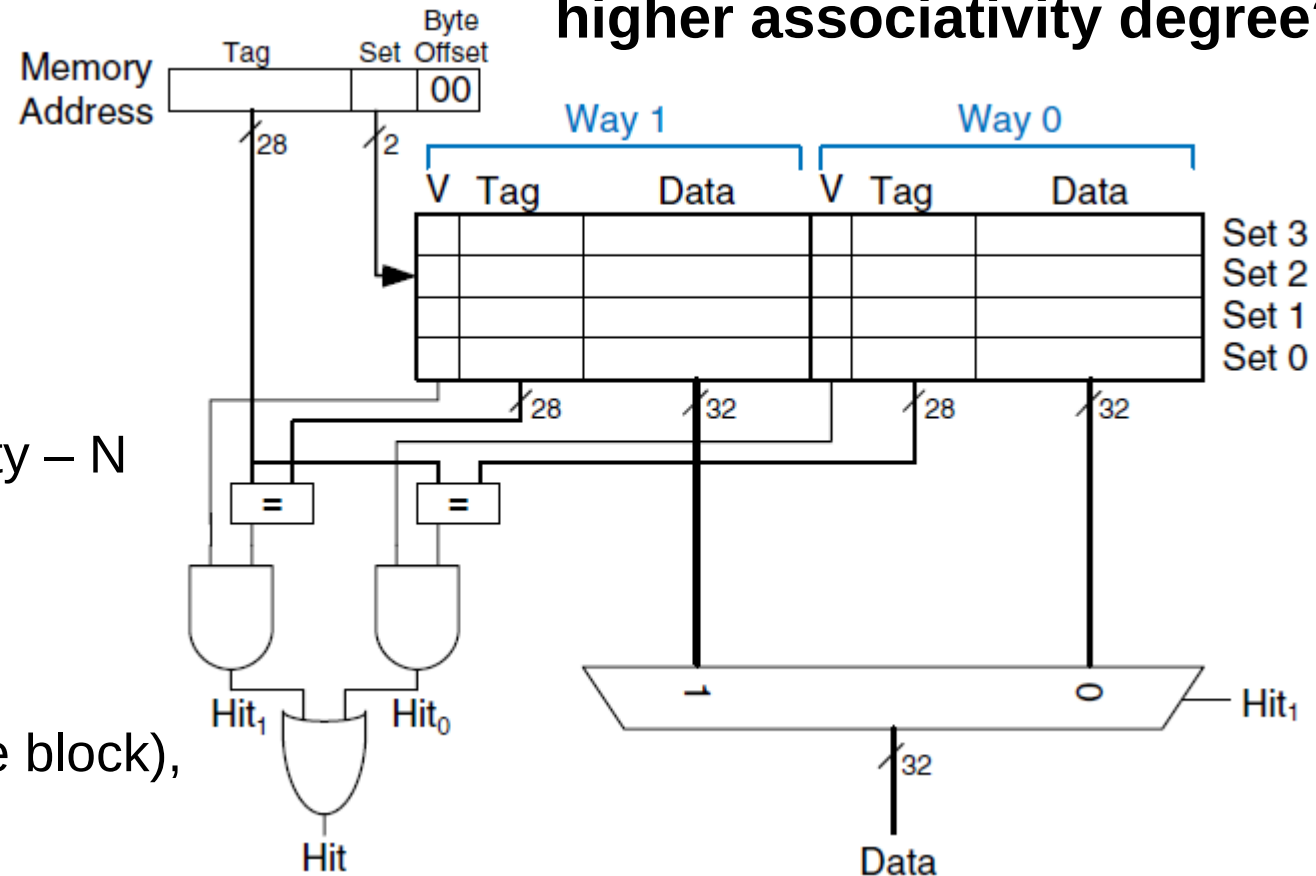 higher associativity degree
Byte
Tag Set Offset
Memory
Address
00
28 2
Way 1 Way 0
V Tag Data V Tag Data
Set 3
Set 2
Set 1
Set 0
28 32 28 32
ty – N
= =
1 0
Hit1 Hit0 Hit1
e block),
32
Hit Data